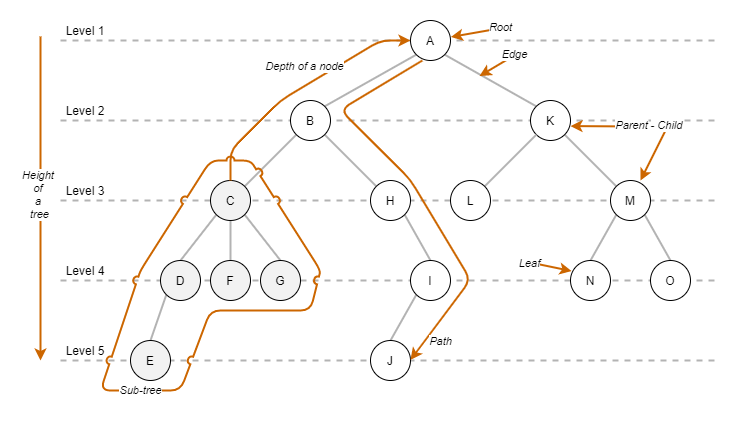 Level 1
A
Root
Depth of a node
Edge
Level 2
B
K
Parent - Child
Height
of
a
tree
Level 3
C
H
L
M
Level 4
D
F
G
I
Leaf
N
O
Path
Level 5
E
J
Sub-tree